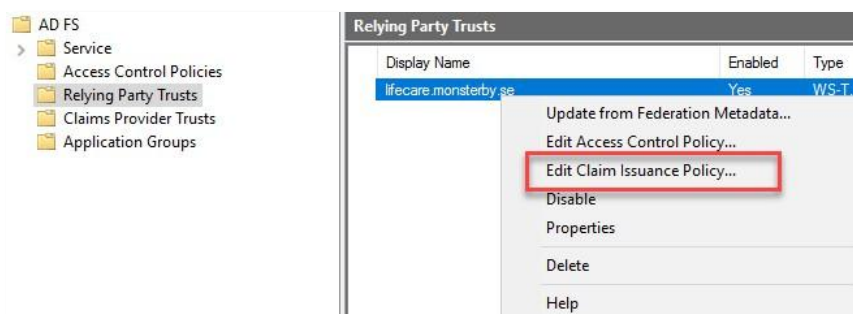 AD FS
Service
Access Control Policies
Relying Party Trusts
Claims Provider Trusts
Application Groups
Relying Party Trusts
Display Name Enabled Type
lifecare.monsterby.se Yes WS-T...
Update from Federation Metadata...
Edit Access Control Policy...
Edit Claim Issuance Policy...
Disable
Properties
Delete
Help